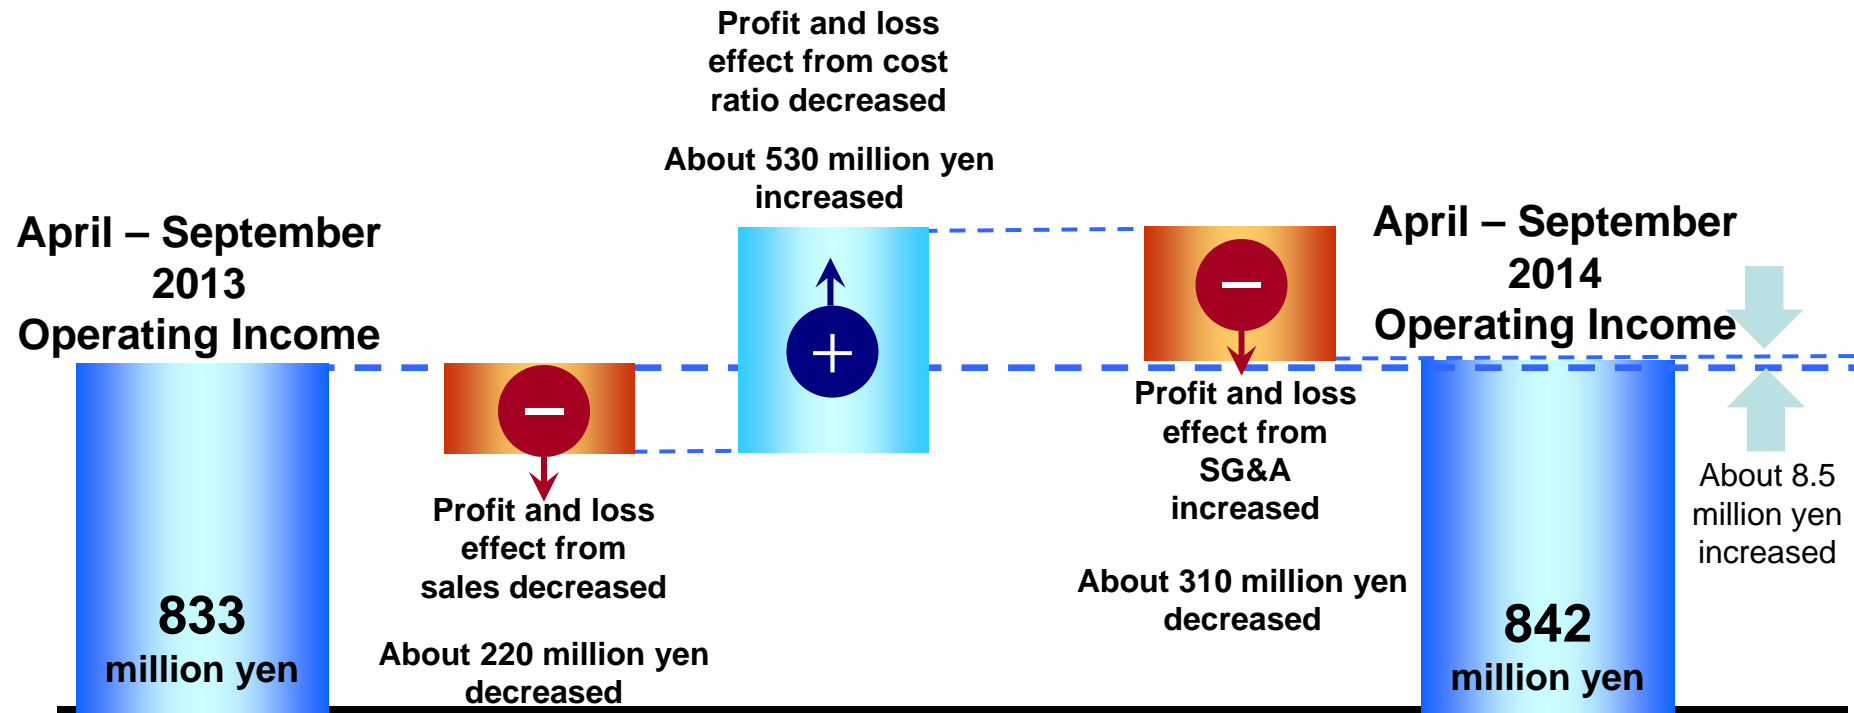 Profit and loss
effect from cost
ratio decreased
About 530 million yen
increased
April – September
2013
Operating Income
833
million yen
Profit and loss
effect from
sales decreased
About 220 million yen
decreased
Profit and loss
effect from
SG&A
increased
About 310 million yen
decreased
April – September
2014
Operating Income
842
million yen
About 8.5
million yen
increased